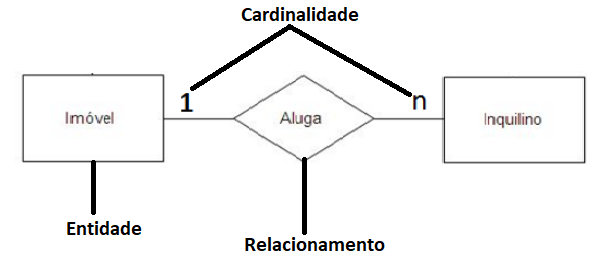 Cardinalidade
Imóvel
1
Aluga
n
Inquilino
Entidade
Relacionamento